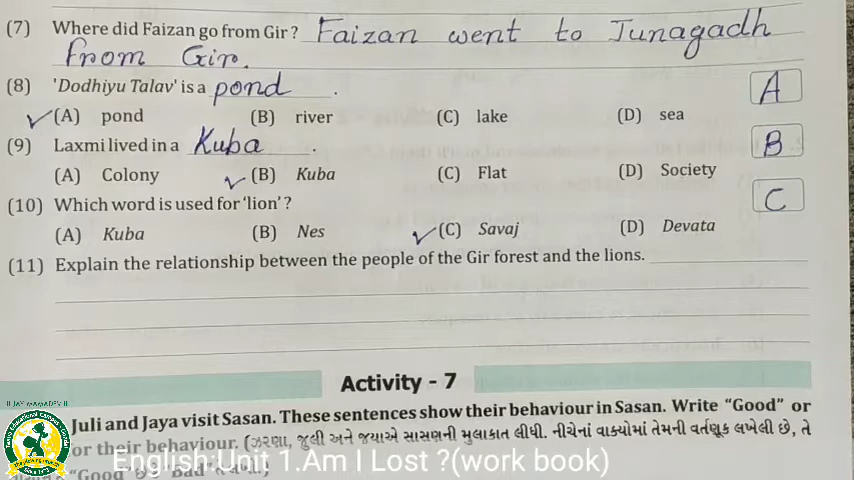 (7) Where did Faizan go from Gir? Faizan went to Junagadh
from Gir.
(8) 'Dodhiyu Talav' is a pond.
(A) pond (B) river (C) lake (D) sea A
(9) Laxmi lived in a Kuba.
(A) Colony (B) Kuba (C) Flat (D) Society B
(10) Which word is used for 'lion'?
(A) Kuba (B) Nes (C) Savaj (D) Devata C
(11) Explain the relationship between the people of the Gir forest and the lions.
Activity - 7
|| JAY MAMADEV ||
Juli and Jaya visit Sasan. These sentences show their behaviour in Sasan. Write "Good" or
or their behaviour. (ઝરણા, જુલી અને જયાએ સાસણની મુલાકાત લીધી. નીચેનાં વાક્યોમાં તેમની વર્તણૂક લખેલી છે, તે
"Good" "Bad"
English:Unit 1.Am I Lost ?(work book)